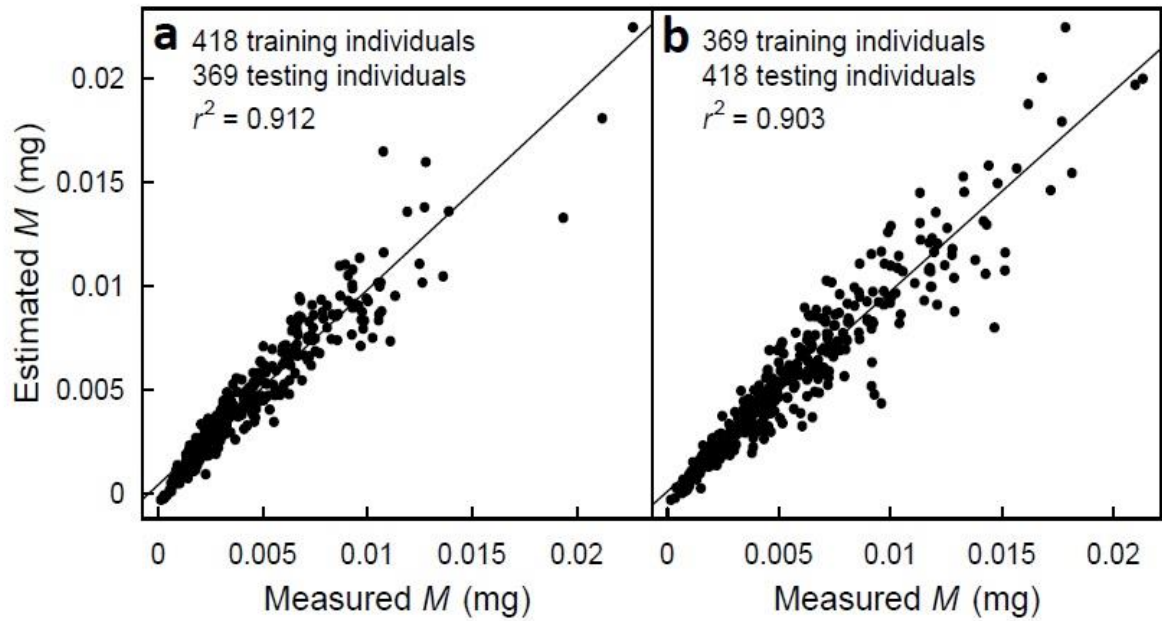 a
418 training individuals
369 testing individuals
r² = 0.912
b
369 training individuals
418 testing individuals
r² = 0.903
Estimated M (mg)
0.02
0.015
0.01
0.005
0
0 0.005 0.01 0.015 0.02
0 0.005 0.01 0.015 0.02
Measured M (mg)
Measured M (mg)